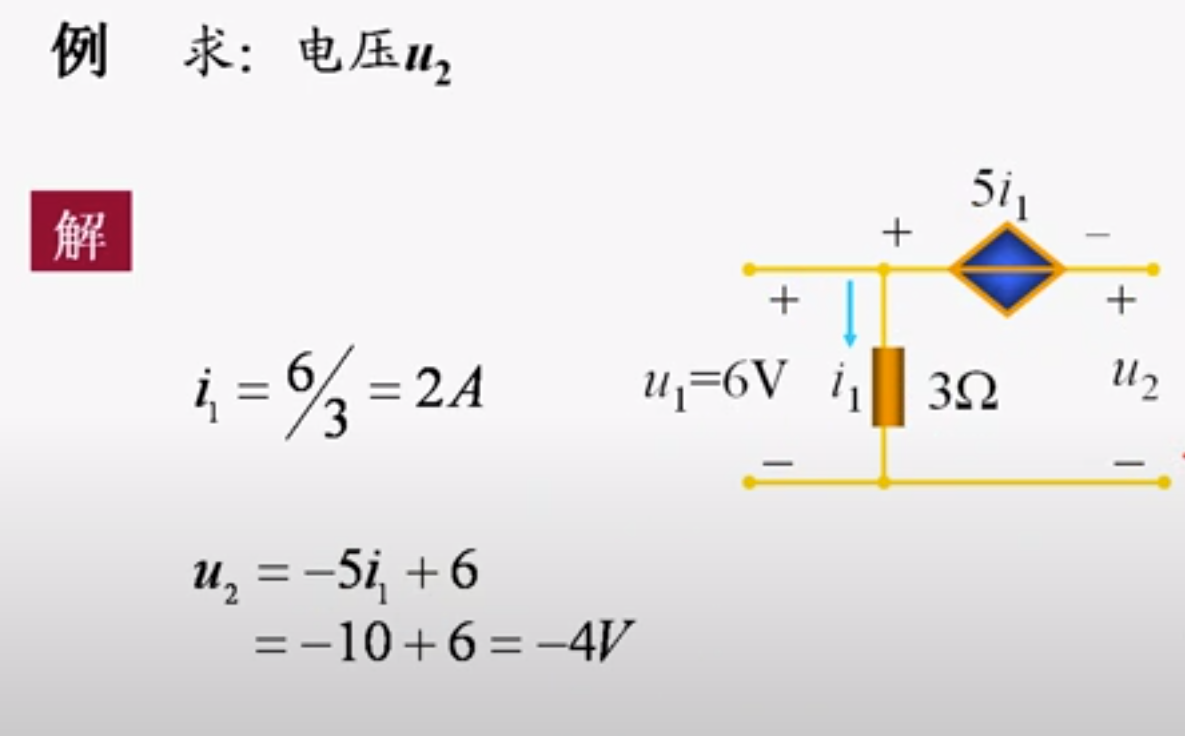 例 求：电压u₂
解
5i₁
+ −
+ +
i₁ = 6/3 = 2A
u₁=6V i₁ 3Ω u₂
− −
u₂ = −5i₁ + 6
= −10 + 6 = −4V